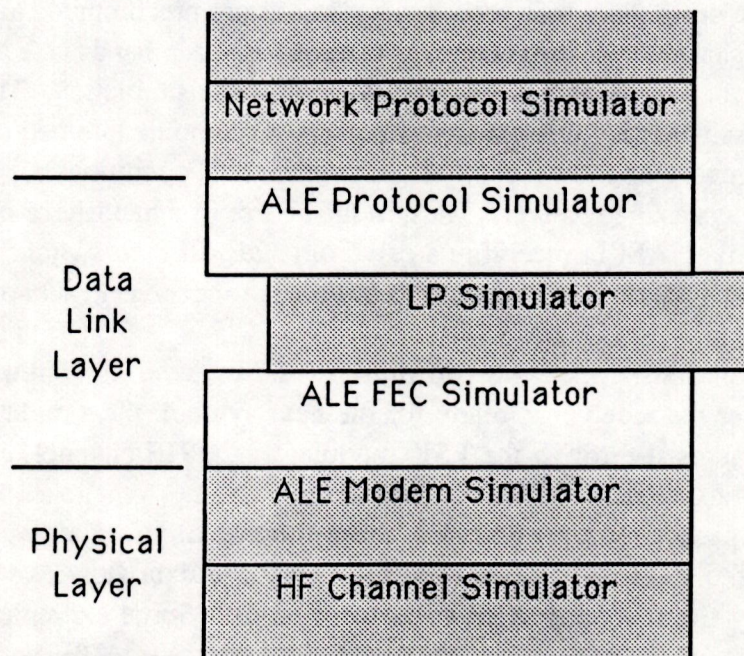 Network Protocol Simulator
ALE Protocol Simulator
Data
Link
Layer
LP Simulator
ALE FEC Simulator
ALE Modem Simulator
Physical
Layer
HF Channel Simulator